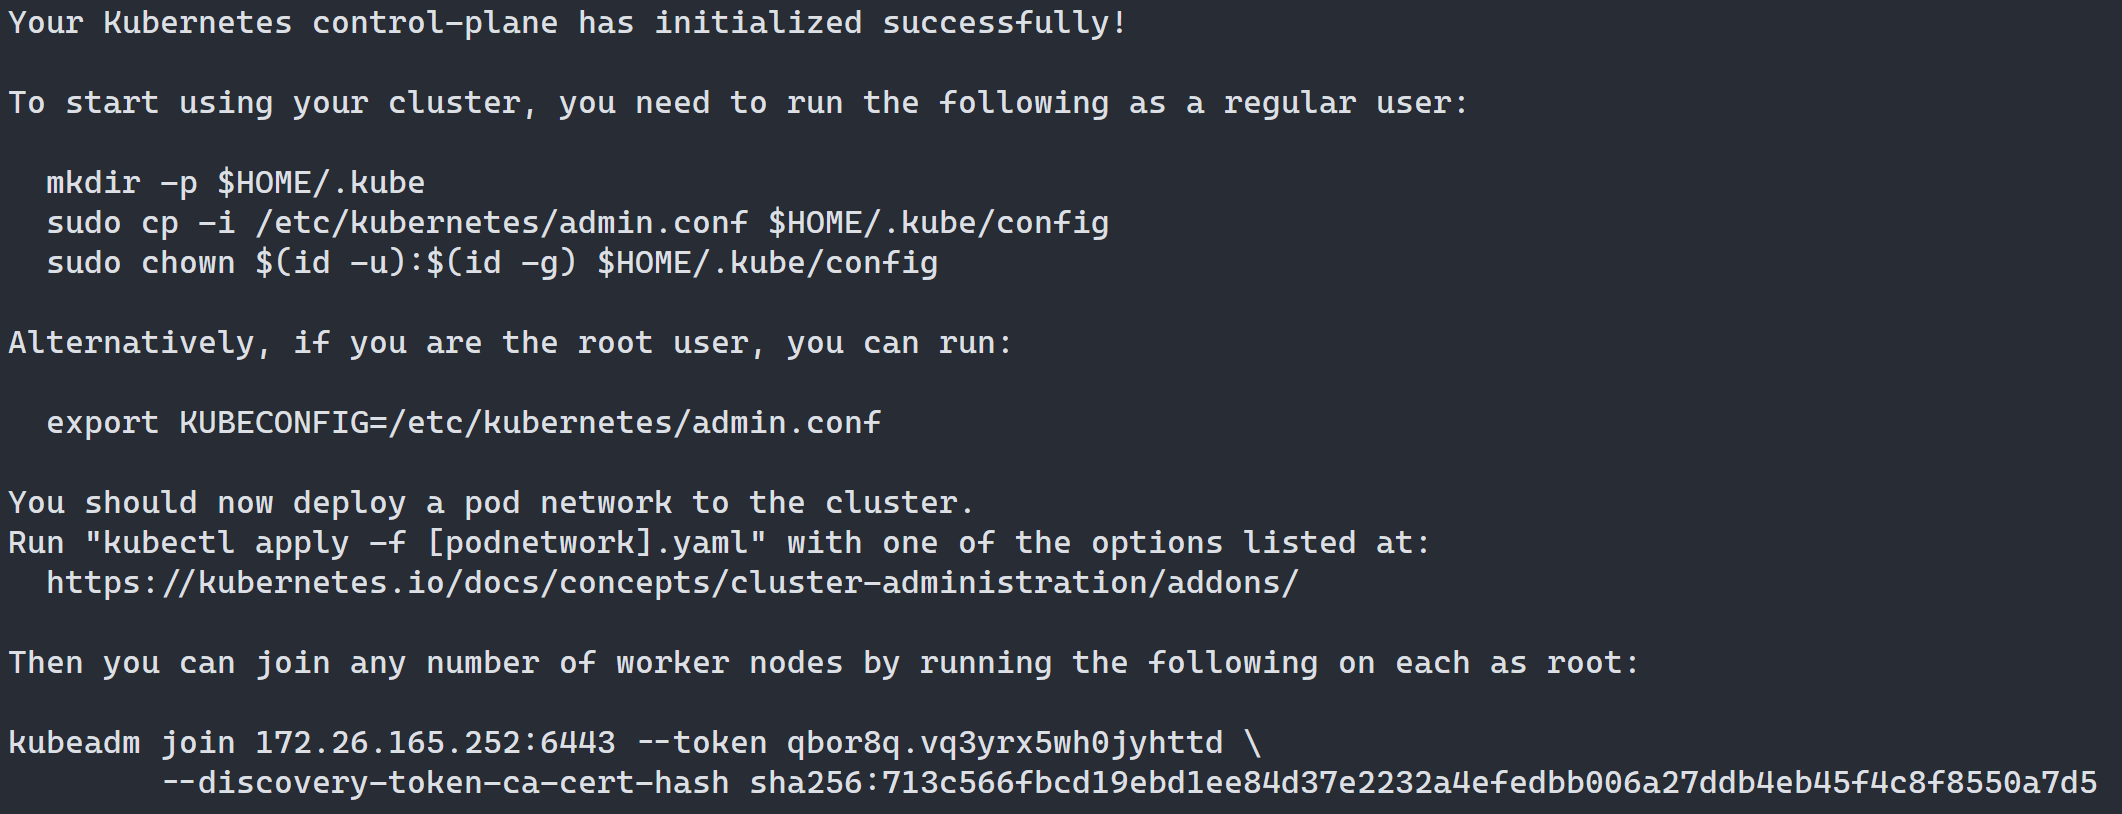 Your Kubernetes control-plane has initialized successfully!
To start using your cluster, you need to run the following as a regular user:
mkdir -p $HOME/.kube
sudo cp -i /etc/kubernetes/admin.conf $HOME/.kube/config
sudo chown $(id -u):$(id -g) $HOME/.kube/config
Alternatively, if you are the root user, you can run:
export KUBECONFIG=/etc/kubernetes/admin.conf
You should now deploy a pod network to the cluster.
Run "kubectl apply -f [podnetwork].yaml" with one of the options listed at:
https://kubernetes.io/docs/concepts/cluster-administration/addons/
Then you can join any number of worker nodes by running the following on each as root:
kubeadm join 172.26.165.252:6443 --token qbor8q.vq3yrx5wh0jyhttd \
--discovery-token-ca-cert-hash sha256:713c566fbcd19ebd1ee84d37e2232a4efedbb006a27ddb4eb45f4c8f8550a7d5